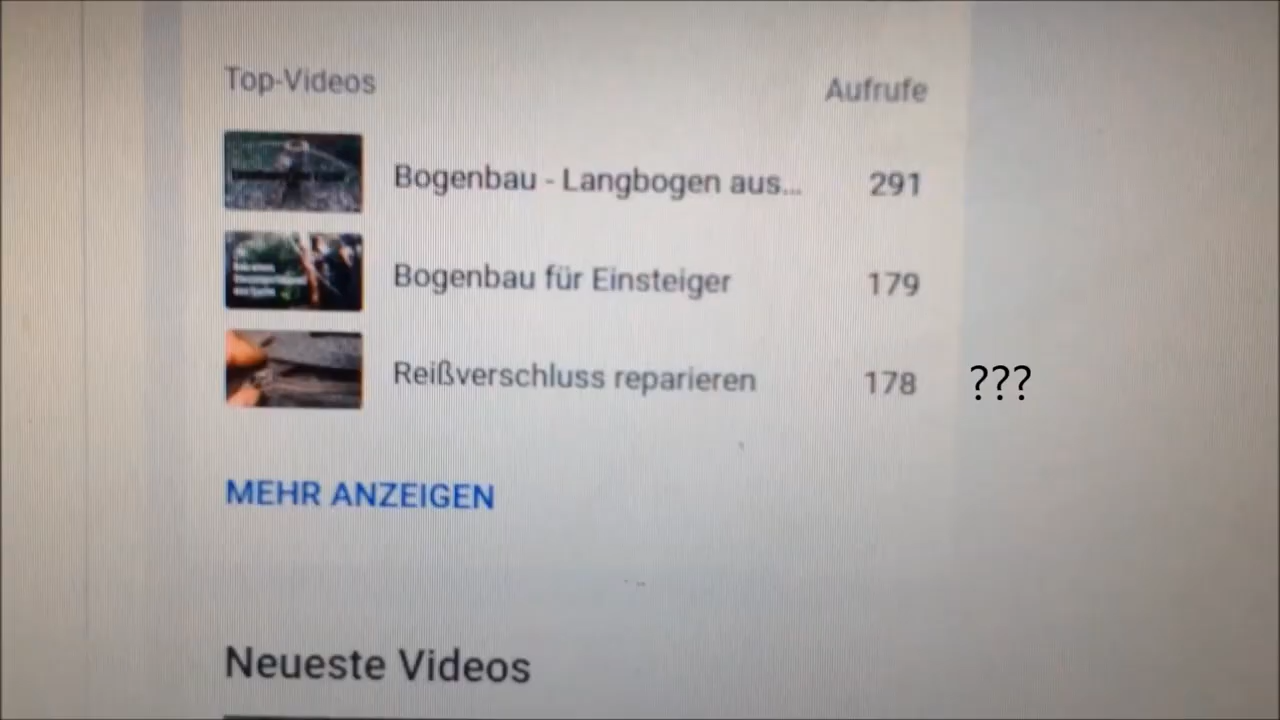 Top-Videos
Aufrufe
Bogenbau - Langbogen aus...
291
Bogenbau für Einsteiger
179
Reißverschluss reparieren
178
???
MEHR ANZEIGEN
Neueste Videos